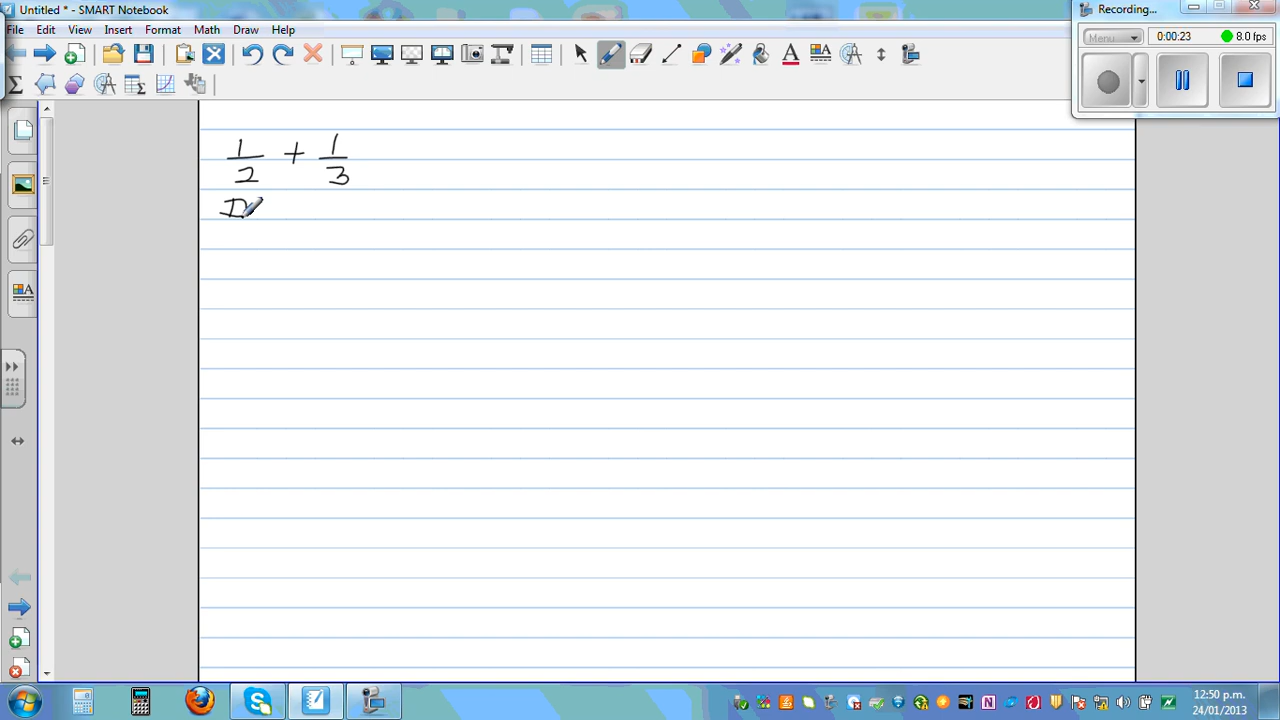 Untitled * - SMART Notebook
File Edit View Insert Format Math Draw Help
Recording...
Menu 0:00:23 8.0 fps
1/2 + 1/3
12:50 p.m.
24/01/2013